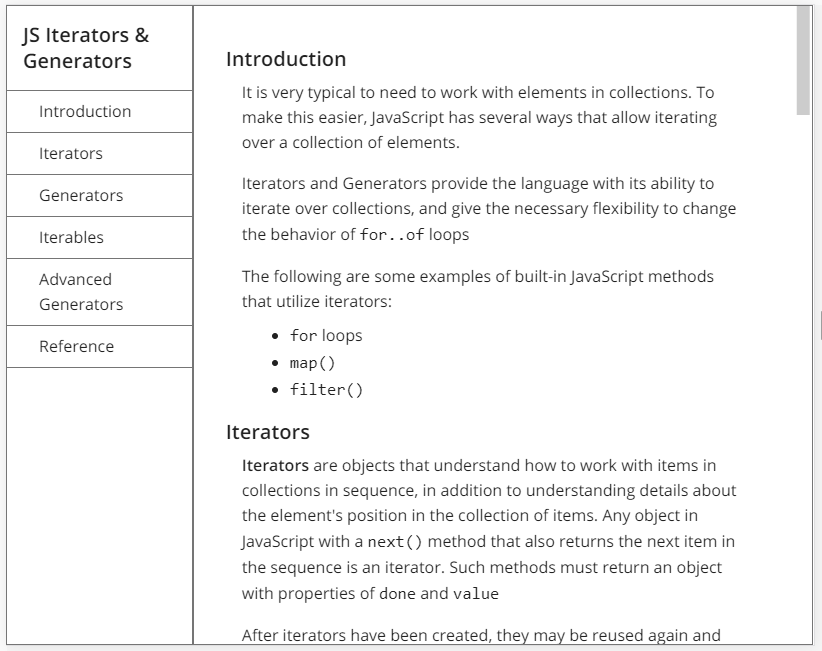 JS Iterators &
Generators
Introduction
Iterators
Generators
Iterables
Advanced
Generators
Reference
Introduction
It is very typical to need to work with elements in collections. To
make this easier, JavaScript has several ways that allow iterating
over a collection of elements.
Iterators and Generators provide the language with its ability to
iterate over collections, and give the necessary flexibility to change
the behavior of for..of loops
The following are some examples of built-in JavaScript methods
that utilize iterators:
• for loops
• map()
• filter()
Iterators
Iterators are objects that understand how to work with items in
collections in sequence, in addition to understanding details about
the element's position in the collection of items. Any object in
JavaScript with a next() method that also returns the next item in
the sequence is an iterator. Such methods must return an object
with properties of done and value
After iterators have been created, they may be reused again and